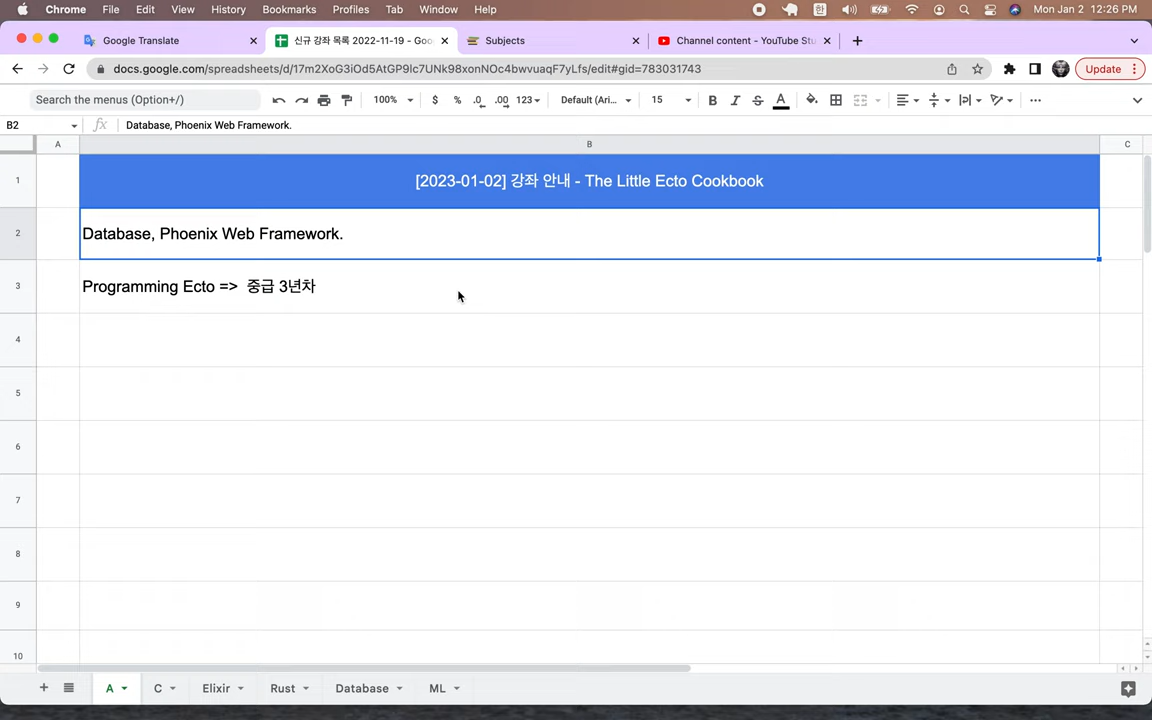 Chrome File Edit View History Bookmarks Profiles Tab Window Help 한 Mon Jan 2 12:26 PM
Google Translate
신규 강좌 목록 2022-11-19 - Goo
Subjects
Channel content - YouTube Stu
docs.google.com/spreadsheets/d/17m2XoG3iOd5AtGP9lc7UNk98xonNOc4bwvuaqF7yLfs/edit#gid=783031743
Update
Search the menus (Option+/)
100% $ % .0 .00 123 Default (Ari... 15 B I S A
B2 fx Database, Phoenix Web Framework.
A B C
1 [2023-01-02] 강좌 안내 - The Little Ecto Cookbook
2 Database, Phoenix Web Framework.
3 Programming Ecto => 중급 3년차
4
5
6
7
8
9
10
A C Elixir Rust Database ML